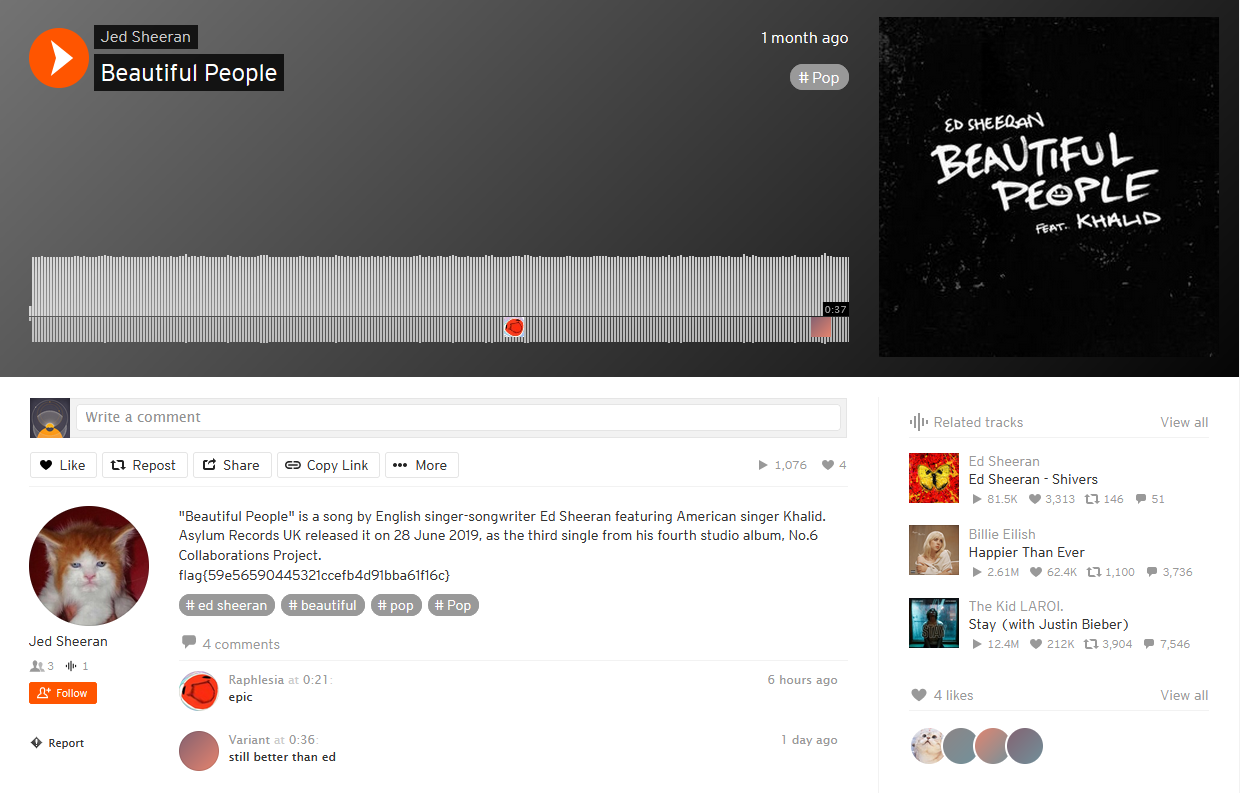 Jed Sheeran
Beautiful People
1 month ago
# Pop
0:37
ED SHEERAN
BEAUTIFUL
PEOPLE
FEAT. KHALID
Write a comment
Like
Repost
Share
Copy Link
More
1,076
4
"Beautiful People" is a song by English singer-songwriter Ed Sheeran featuring American singer Khalid.
Asylum Records UK released it on 28 June 2019, as the third single from his fourth studio album, No.6
Collaborations Project.
flag{59e56590445321ccefb4d91bba61f16c}
# ed sheeran
# beautiful
# pop
# Pop
Jed Sheeran
3
1
Follow
Report
4 comments
Raphlesia at 0:21:
6 hours ago
epic
Variant at 0:36:
1 day ago
still better than ed
Related tracks
View all
Ed Sheeran
Ed Sheeran - Shivers
81.5K 3,313 146 51
Billie Eilish
Happier Than Ever
2.61M 62.4K 1,100 3,736
The Kid LAROI.
Stay (with Justin Bieber)
12.4M 212K 3,904 7,546
4 likes
View all